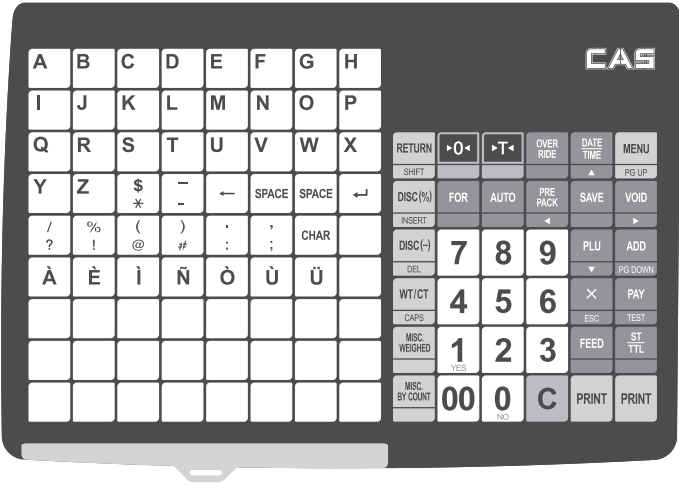 CAS
A B C D E F G H
I J K L M N O P
Q R S T U V W X
Y Z $ * – - ← SPACE SPACE ↵
/ ? % ! ( @ ) # ' : , ; CHAR
À È Ì Ñ Ò Ù Ü
RETURN ▸0◂ ▸T◂ OVER RIDE DATE TIME MENU
SHIFT ▲ PG UP
DISC(%) FOR AUTO PRE PACK SAVE VOID
INSERT ◀ ▶
DISC(–) 7 8 9 PLU ADD
DEL ▼ PG DOWN
WT/CT 4 5 6 × PAY
CAPS ESC TEST
MISC. WEIGHED 1 2 3 FEED ST TTL
YES
MISC. BY COUNT 00 0 C PRINT PRINT
NO